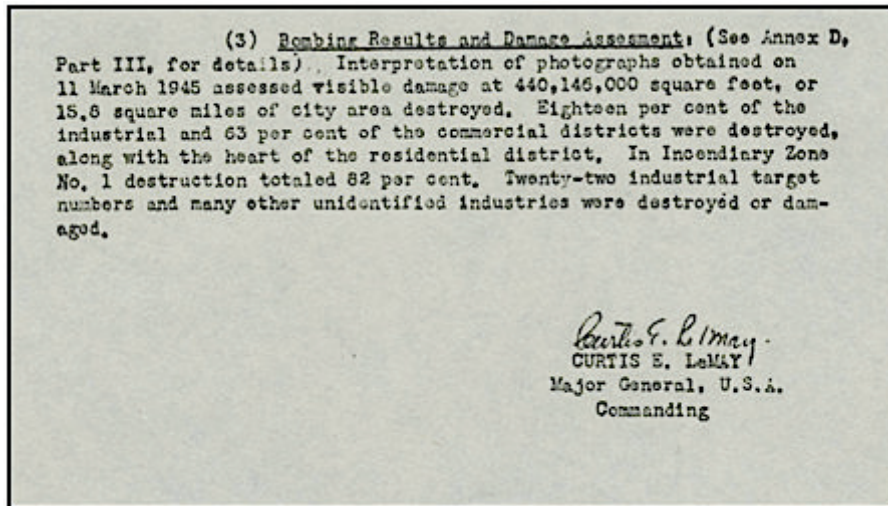 (3) Bombing Results and Damage Assesment. (See Annex D,
Part III, for details). Interpretation of photographs obtained on
11 March 1945 assessed visible damage at 440,146,000 square feet, or
15.8 square miles of city area destroyed. Eighteen per cent of the
industrial and 63 per cent of the commercial districts were destroyed,
along with the heart of the residential district. In Incendiary Zone
No. 1 destruction totaled 82 per cent. Twenty-two industrial target
numbers and many other unidentified industries were destroyed or dam-
aged.
Curtis E. LeMay
CURTIS E. LeMAY
Major General, U.S.A.
Commanding